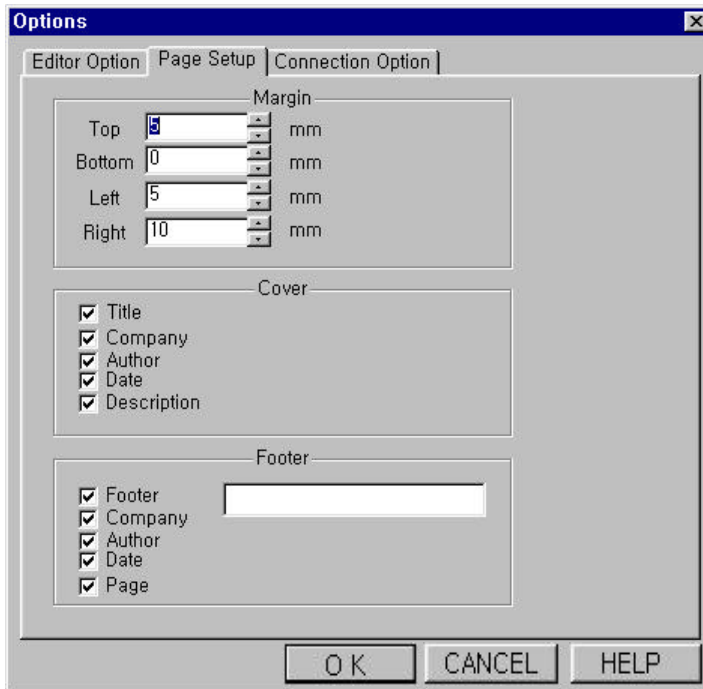 Options
Editor Option Page Setup Connection Option
Margin
Top 5 mm
Bottom 0 mm
Left 5 mm
Right 10 mm
Cover
Title
Company
Author
Date
Description
Footer
Footer
Company
Author
Date
Page
OK CANCEL HELP